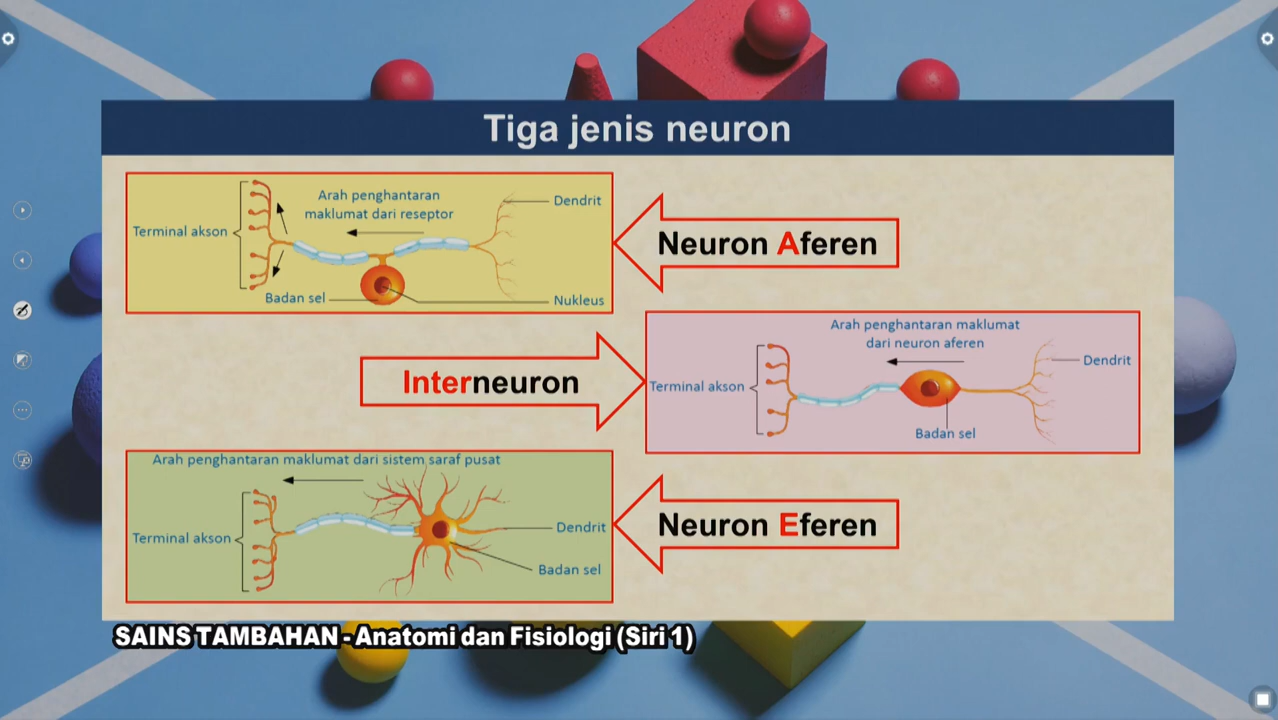 Tiga jenis neuron
Arah penghantaran
maklumat dari reseptor
Dendrit
Terminal akson
Badan sel
Nukleus
Neuron Aferen
Interneuron
Arah penghantaran maklumat
dari neuron aferen
Dendrit
Terminal akson
Badan sel
Arah penghantaran maklumat dari sistem saraf pusat
Terminal akson
Dendrit
Badan sel
Neuron Eferen
SAINS TAMBAHAN - Anatomi dan Fisiologi (Siri 1)